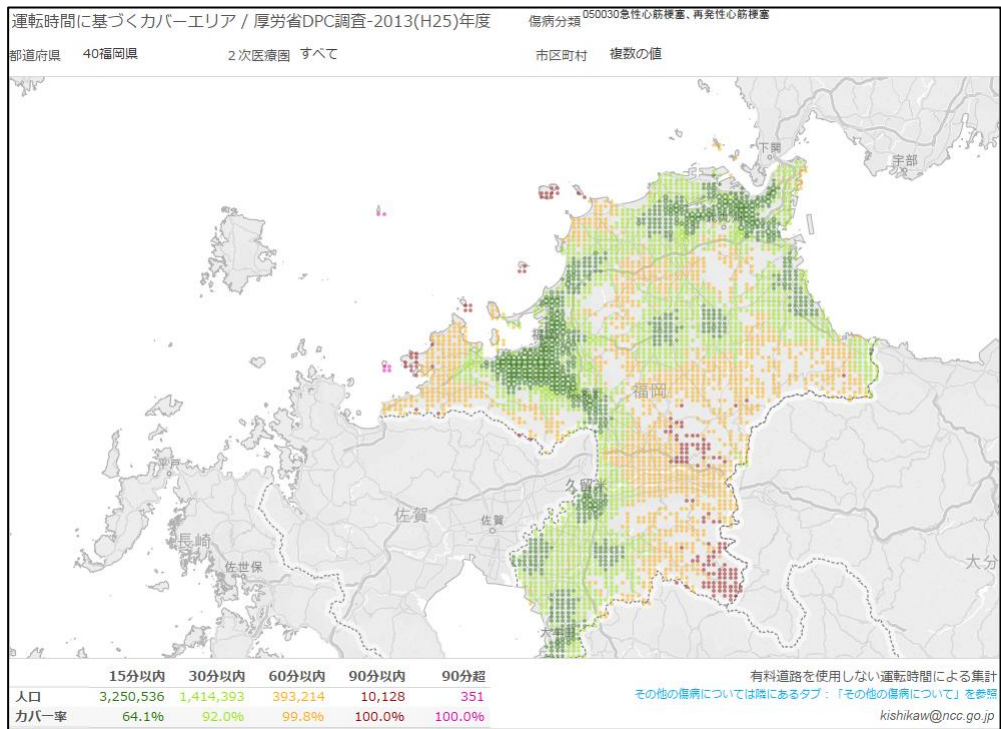 運転時間に基づくカバーエリア / 厚労省DPC調査-2013(H25)年度
傷病分類 050030急性心筋梗塞、再発性心筋梗塞
都道府県 40福岡県 2次医療圏 すべて 市区町村 複数の値
下関
宇部
福岡
久留米
佐賀
佐賀
長崎
佐世保
大分
15分以内 30分以内 60分以内 90分以内 90分超
人口 3,250,536 1,414,393 393,214 10,128 351
カバー率 64.1% 92.0% 99.8% 100.0% 100.0%
有料道路を使用しない運転時間による集計
その他の傷病については隣にあるタブ：「その他の傷病について」を参照
kishikaw@ncc.go.jp